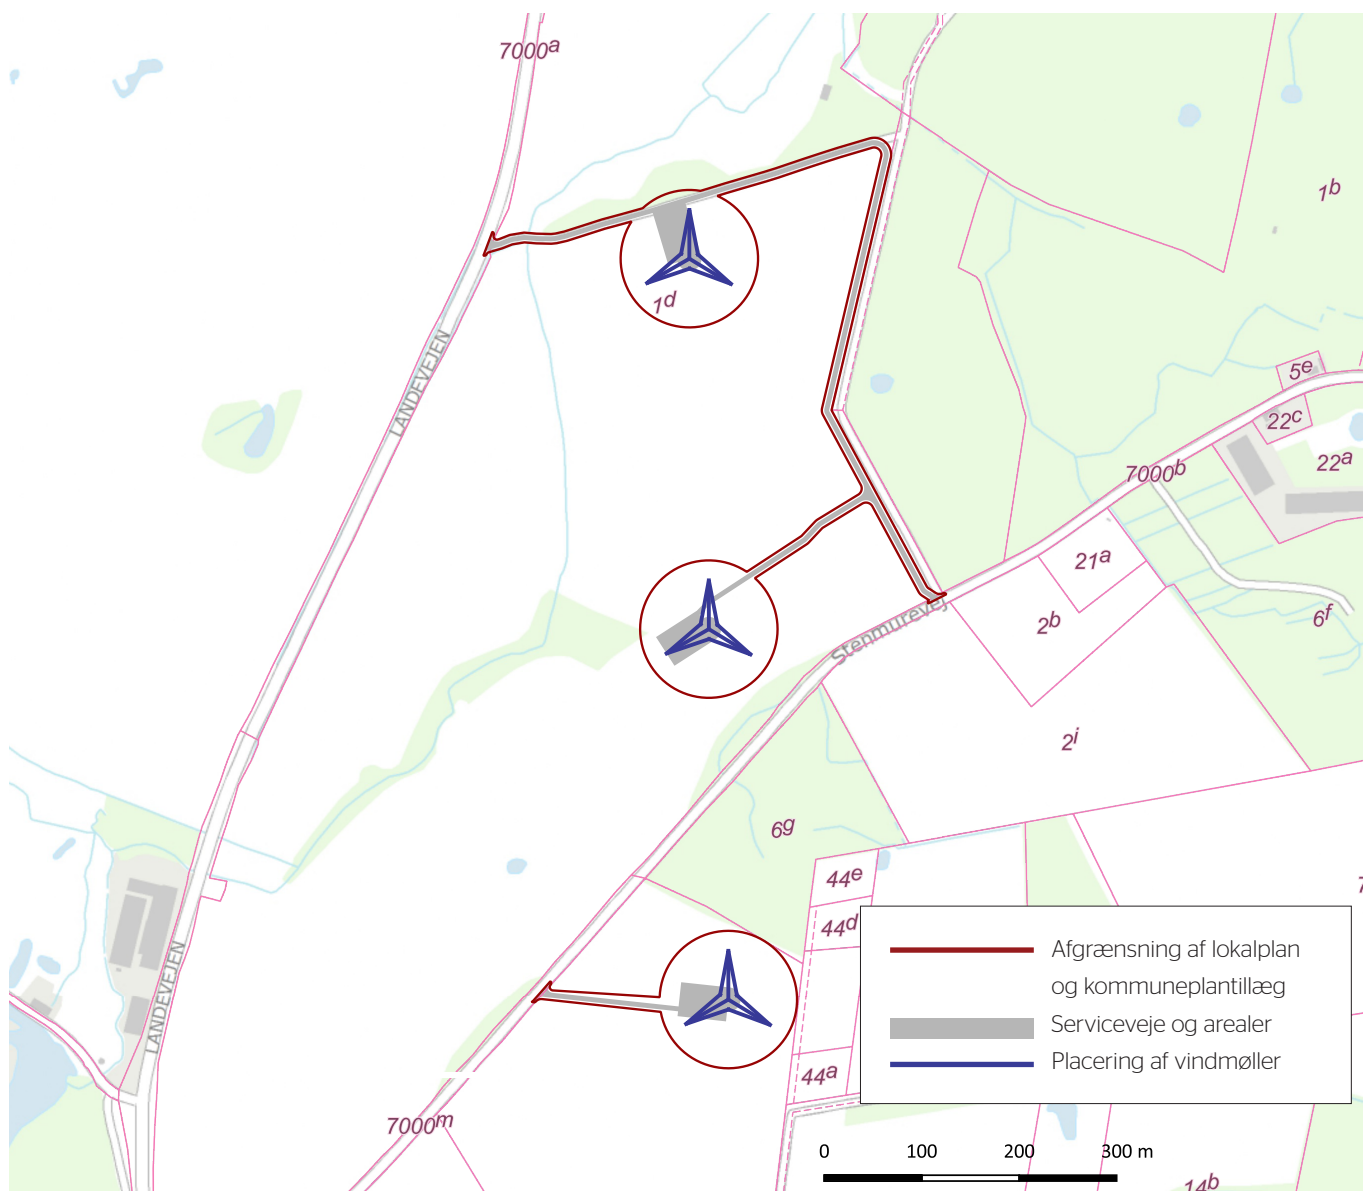 7000a
1b
1d
LANDEVEJEN
5e
22c
22a
7000b
21a
2b
6f
Stenmurevej
2i
6g
44e
44d
LANDEVEJEN
44a
7000m
14b
Afgrænsning af lokalplan
og kommuneplantillæg
Serviceveje og arealer
Placering af vindmøller
0 100 200 300 m